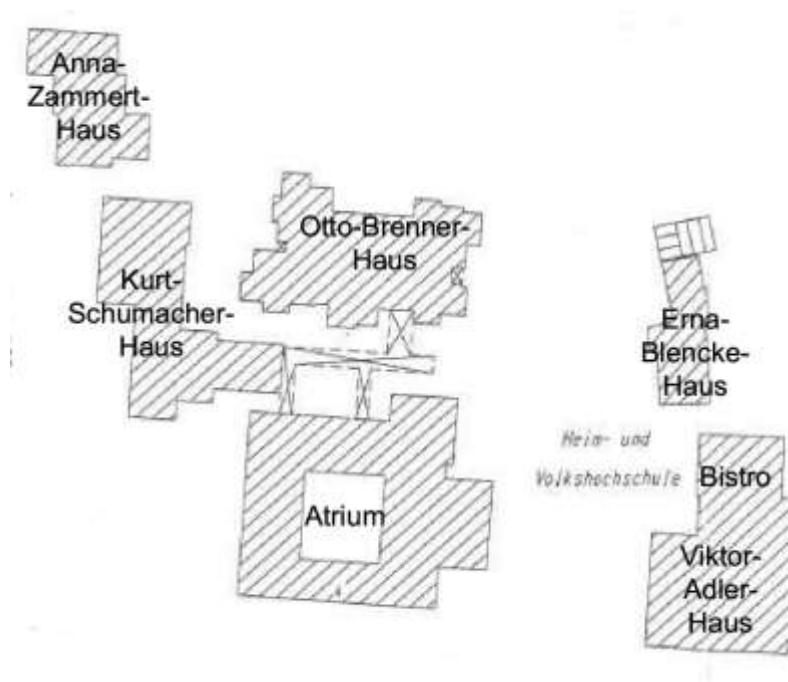 Anna-
Zammert-
Haus
Otto-Brenner-
Haus
Kurt-
Schumacher-
Haus
Erna-
Blencke-
Haus
Heim- und
Volkshochschule
Bistro
Atrium
Viktor-
Adler-
Haus